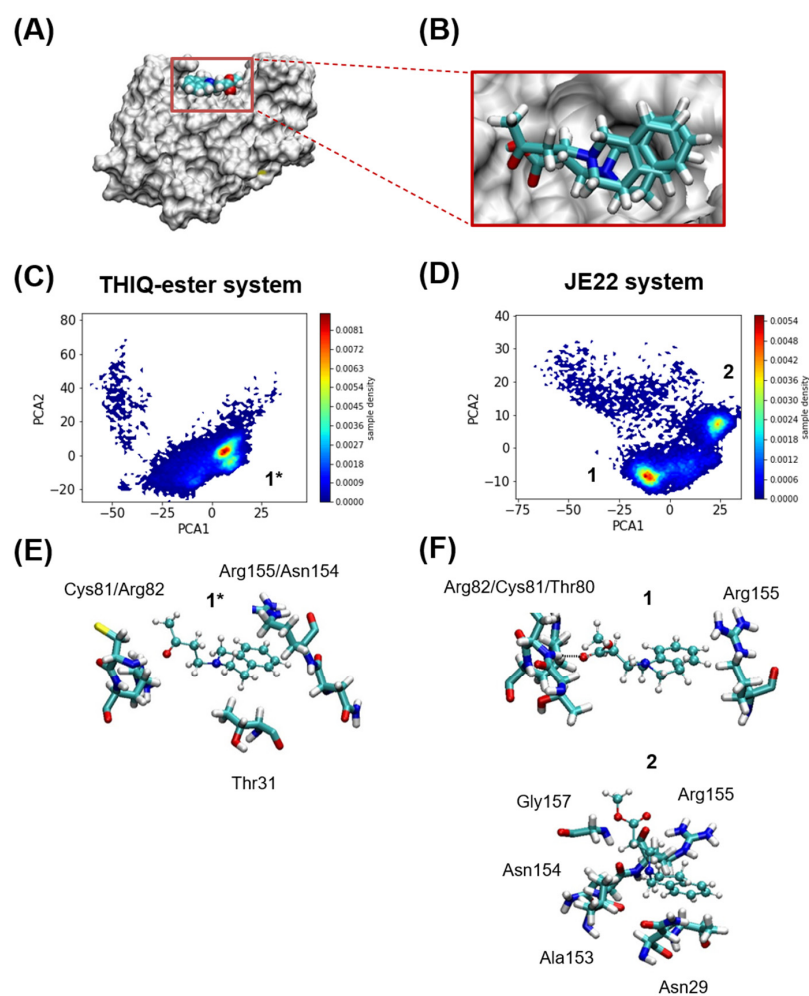 (A)
(B)
(C)
THIQ-ester system
(D)
JE22 system
80
60
40
20
0
−20
PCA2
−50
−25
0
25
PCA1
1*
0.0081
0.0072
0.0063
0.0054
0.0045
0.0036
0.0027
0.0018
0.0009
0.0000
sample density
40
30
20
10
0
−10
PCA2
−75
−50
−25
0
25
PCA1
1
2
0.0054
0.0048
0.0042
0.0036
0.0030
0.0024
0.0018
0.0012
0.0006
0.0000
sample density
(E)
Cys81/Arg82
1*
Arg155/Asn154
Thr31
(F)
Arg82/Cys81/Thr80
1
Arg155
2
Gly157
Arg155
Asn154
Ala153
Asn29